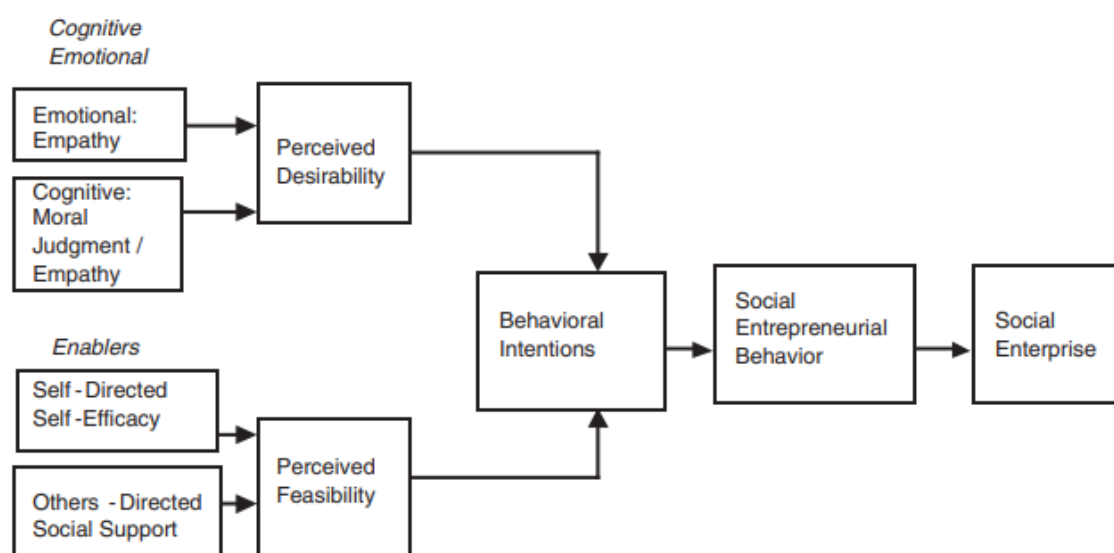 Cognitive
Emotional
Emotional:
Empathy
Cognitive:
Moral
Judgment /
Empathy
Perceived
Desirability
Enablers
Self-Directed
Self-Efficacy
Others - Directed
Social Support
Perceived
Feasibility
Behavioral
Intentions
Social
Entrepreneurial
Behavior
Social
Enterprise